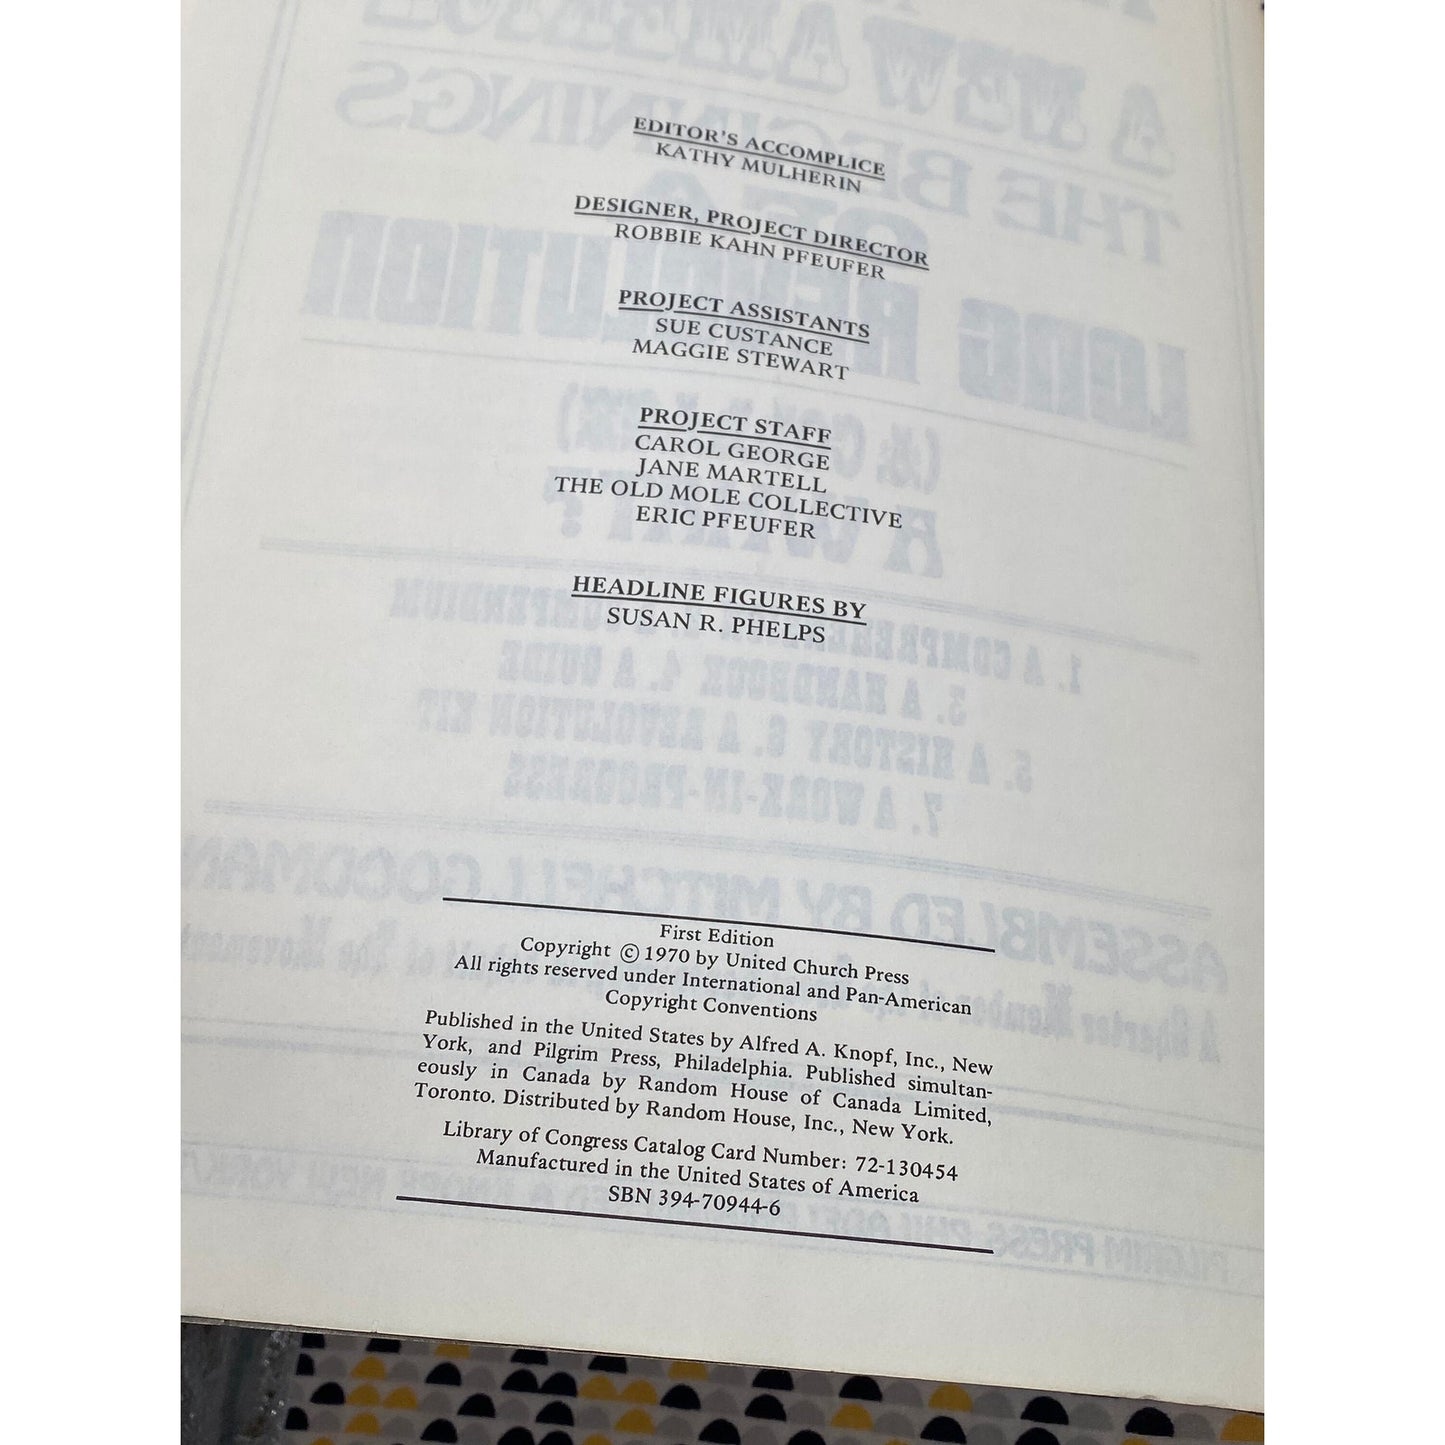 EDITOR'S ACCOMPLICE
KATHY MULHERIN
DESIGNER, PROJECT DIRECTOR
ROBBIE KAHN PFEUFER
PROJECT ASSISTANTS
SUE CUSTANCE
MAGGIE STEWART
PROJECT STAFF
CAROL GEORGE
JANE MARTELL
THE OLD MOLE COLLECTIVE
ERIC PFEUFER
HEADLINE FIGURES BY
SUSAN R. PHELPS
First Edition
Copyright © 1970 by United Church Press
All rights reserved under International and Pan-American
Copyright Conventions
Published in the United States by Alfred A. Knopf, Inc., New
York, and Pilgrim Press, Philadelphia. Published simultan-
eously in Canada by Random House of Canada Limited,
Toronto. Distributed by Random House, Inc., New York.
Library of Congress Catalog Card Number: 72-130454
Manufactured in the United States of America
SBN 394-70944-6